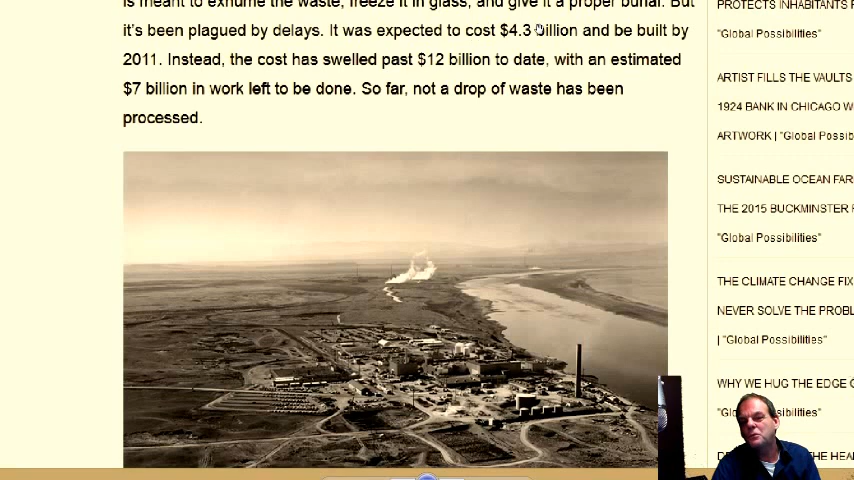 is meant to exhume the waste, freeze it in glass, and give it a proper burial. But
it's been plagued by delays. It was expected to cost $4.3 billion and be built by
2011. Instead, the cost has swelled past $12 billion to date, with an estimated
$7 billion in work left to be done. So far, not a drop of waste has been
processed.
PROTECTS INHABITANTS
"Global Possibilities"
ARTIST FILLS THE VAULTS
1924 BANK IN CHICAGO
ARTWORK | "Global Possib
SUSTAINABLE OCEAN FAR
THE 2015 BUCKMINSTER
"Global Possibilities"
THE CLIMATE CHANGE FIX
NEVER SOLVE THE PROBL
| "Global Possibilities"
WHY WE HUG THE EDGE
sibilities"
THE HEA